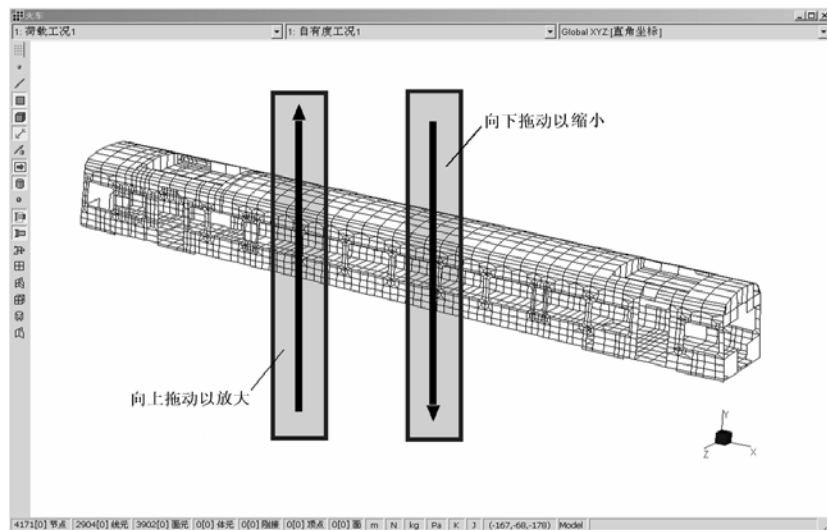 火车
1: 荷载工况1
1: 自有度工况1
Global XYZ [直角坐标]
向下拖动以缩小
向上拖动以放大
Y
Z
X
4171[0] 节点 2904[0] 线元 3902[0] 面元 0[0] 体元 0[0] 刚接 0[0] 顶点 0[0] 面 m N kg Pa K J (-167,-68,-178) Model